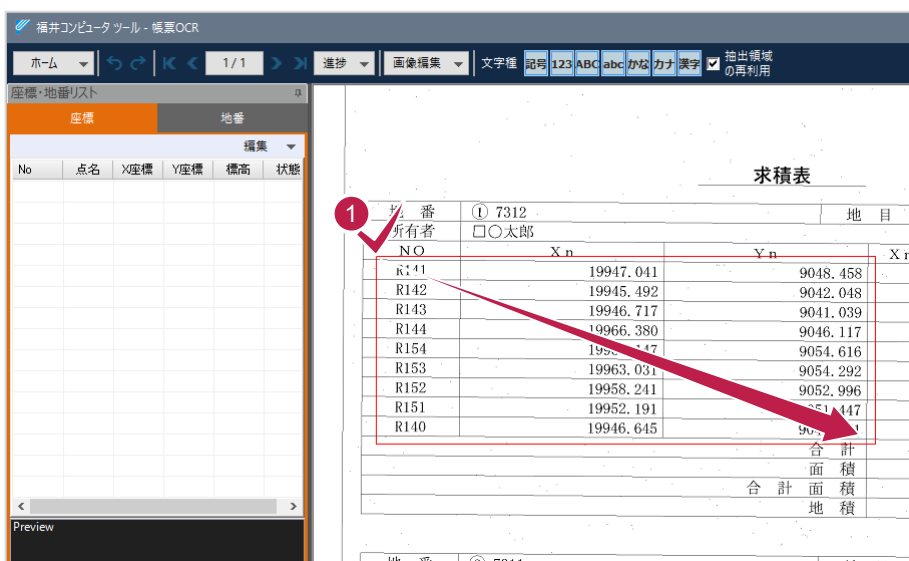 福井コンピュータ ツール - 帳票OCR
ホーム 1/1 進捗 画像編集 文字種 記号 123 ABC abc かな カナ 漢字 抽出領域の再利用
座標・地番リスト
座標 地番
編集
No 点名 X座標 Y座標 標高 状態
Preview
求積表
1
地 番 ① 7312 地 目
所有者 口○太郎
NO Xn Yn
R141 19947.041 9048.458
R142 19945.492 9042.048
R143 19946.717 9041.039
R144 19966.380 9046.117
R154 9054.616
R153 19963.031 9054.292
R152 19958.241 9052.996
R151 19952.191
R140 19946.645
合 計
面 積
合 計 面 積
地 積